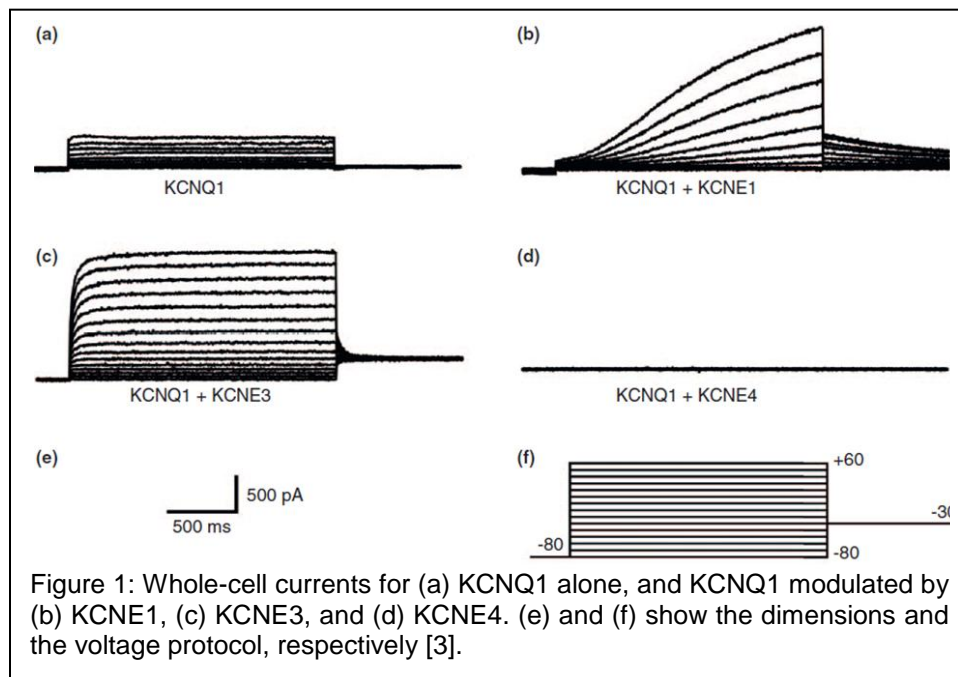 (a)
(b)
KCNQ1
KCNQ1 + KCNE1
(c)
(d)
KCNQ1 + KCNE3
KCNQ1 + KCNE4
(e)
(f)
500 pA
500 ms
+60
-30
-80
-80
Figure 1: Whole-cell currents for (a) KCNQ1 alone, and KCNQ1 modulated by
(b) KCNE1, (c) KCNE3, and (d) KCNE4. (e) and (f) show the dimensions and
the voltage protocol, respectively [3].